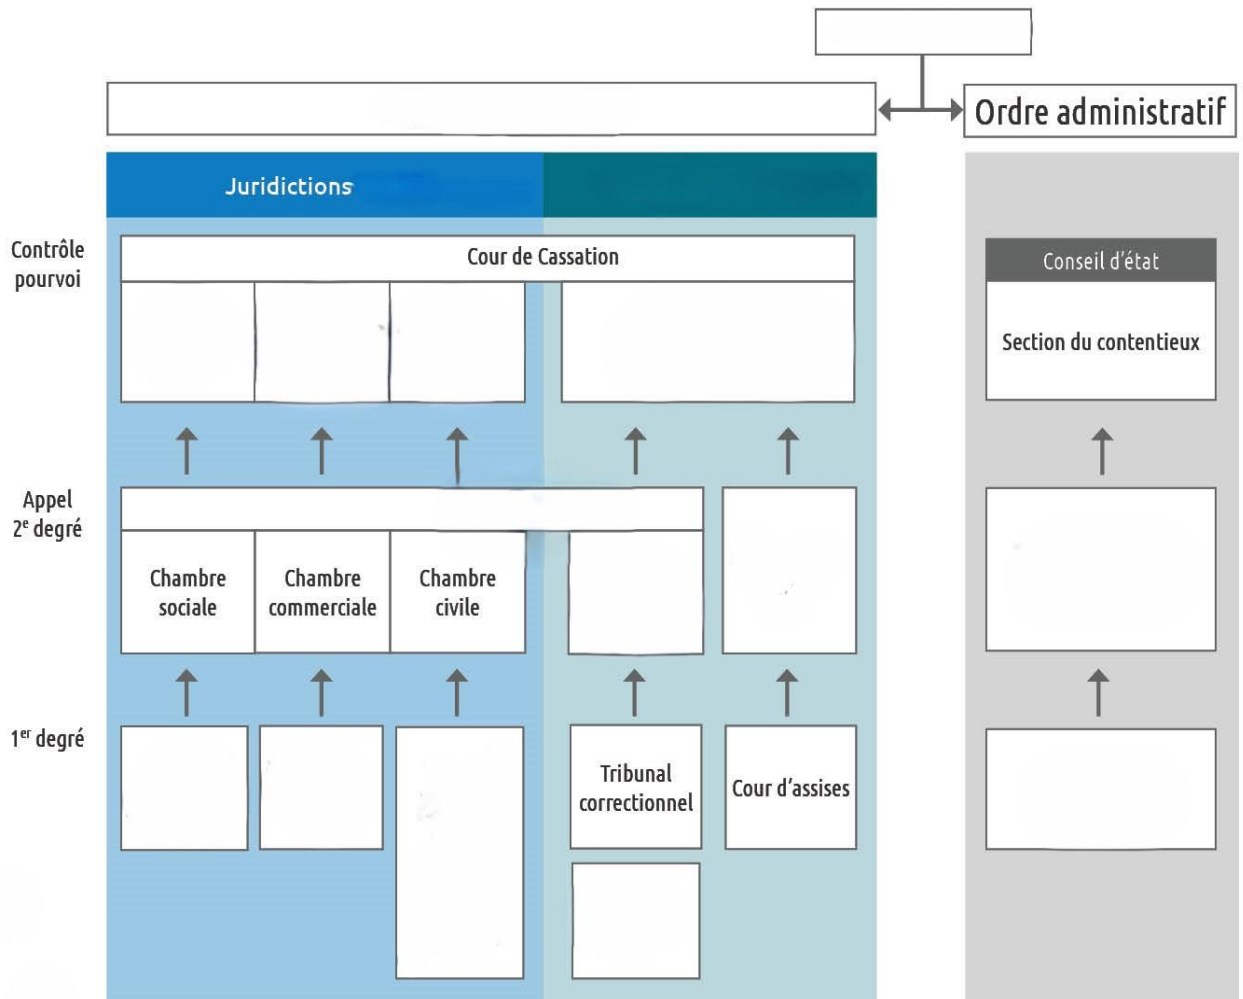 Ordre administratif
Juridictions
Contrôle
pourvoi
Cour de Cassation
Conseil d'état
Section du contentieux
Appel
2e degré
Chambre
sociale
Chambre
commerciale
Chambre
civile
1er degré
Tribunal
correctionnel
Cour d'assises